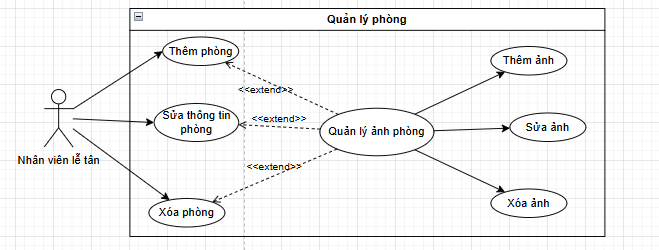 Quản lý phòng
Thêm phòng
Thêm ảnh
<<extend>>
Sửa thông tin
phòng
<<extend>>
Quản lý ảnh phòng
Sửa ảnh
Nhân viên lễ tân
<<extend>>
Xóa phòng
Xóa ảnh